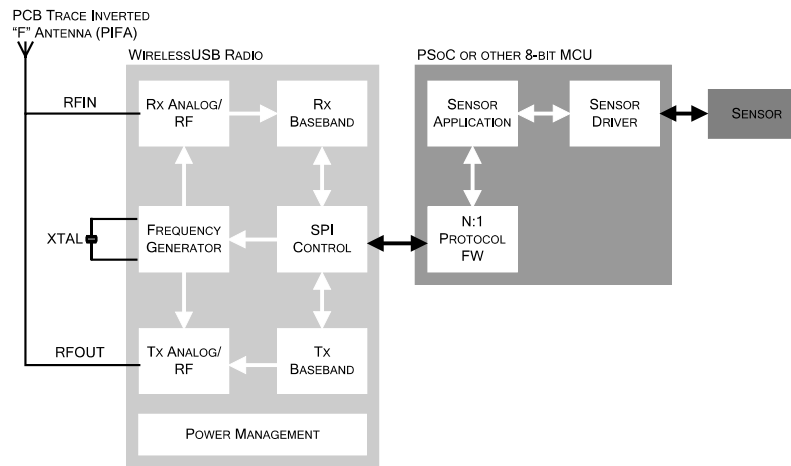 PCB Trace Inverted
“F” Antenna (PIFA)
WirelessUSB Radio
PSoC or other 8-bit MCU
RFIN
Rx Analog/
RF
Rx
Baseband
Sensor
Application
Sensor
Driver
Sensor
XTAL
Frequency
Generator
SPI
Control
N:1
Protocol
FW
RFOUT
Tx Analog/
RF
Tx
Baseband
Power Management